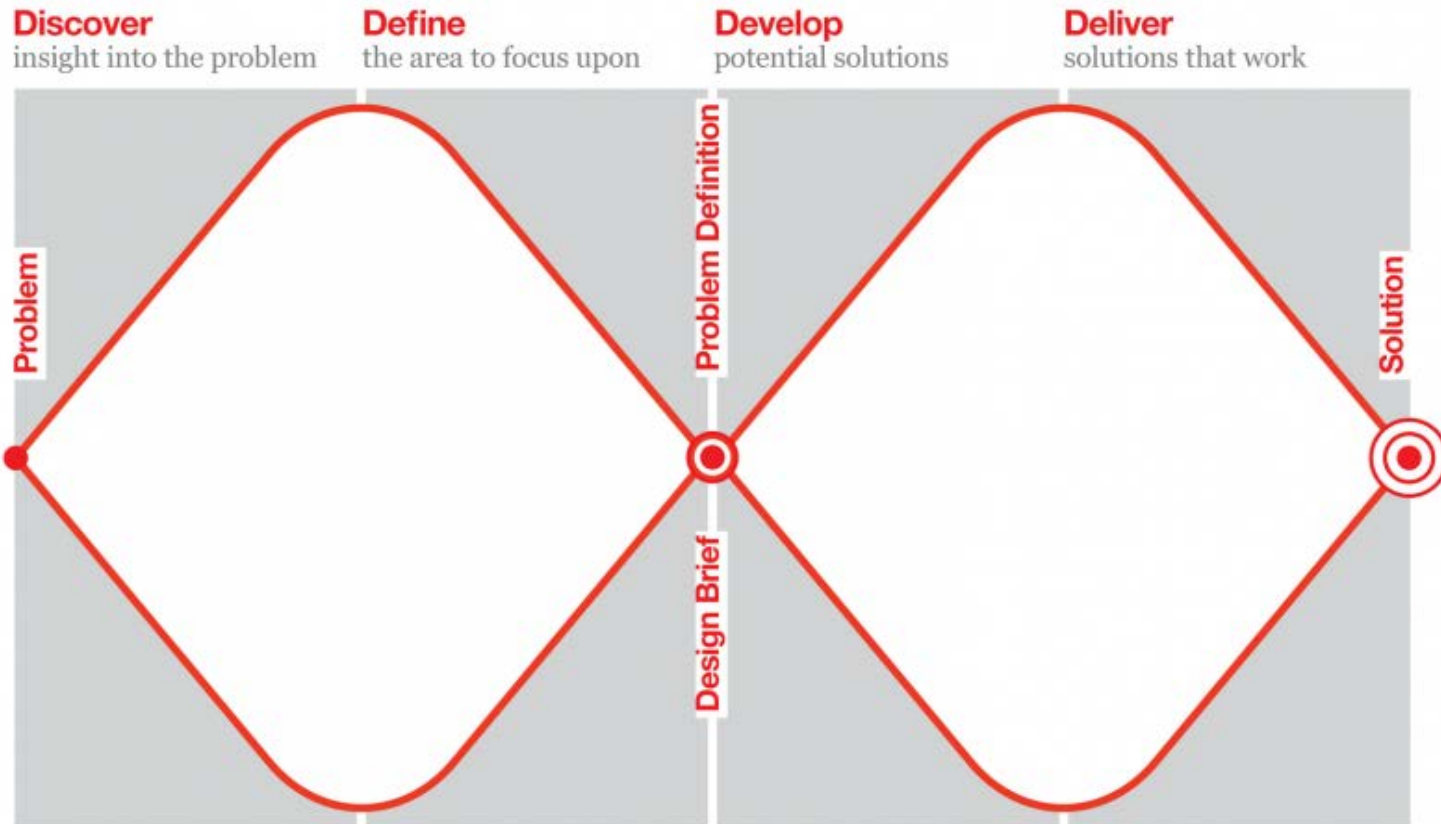 Discover
insight into the problem
Define
the area to focus upon
Develop
potential solutions
Deliver
solutions that work
Problem
Problem Definition
Design Brief
Solution